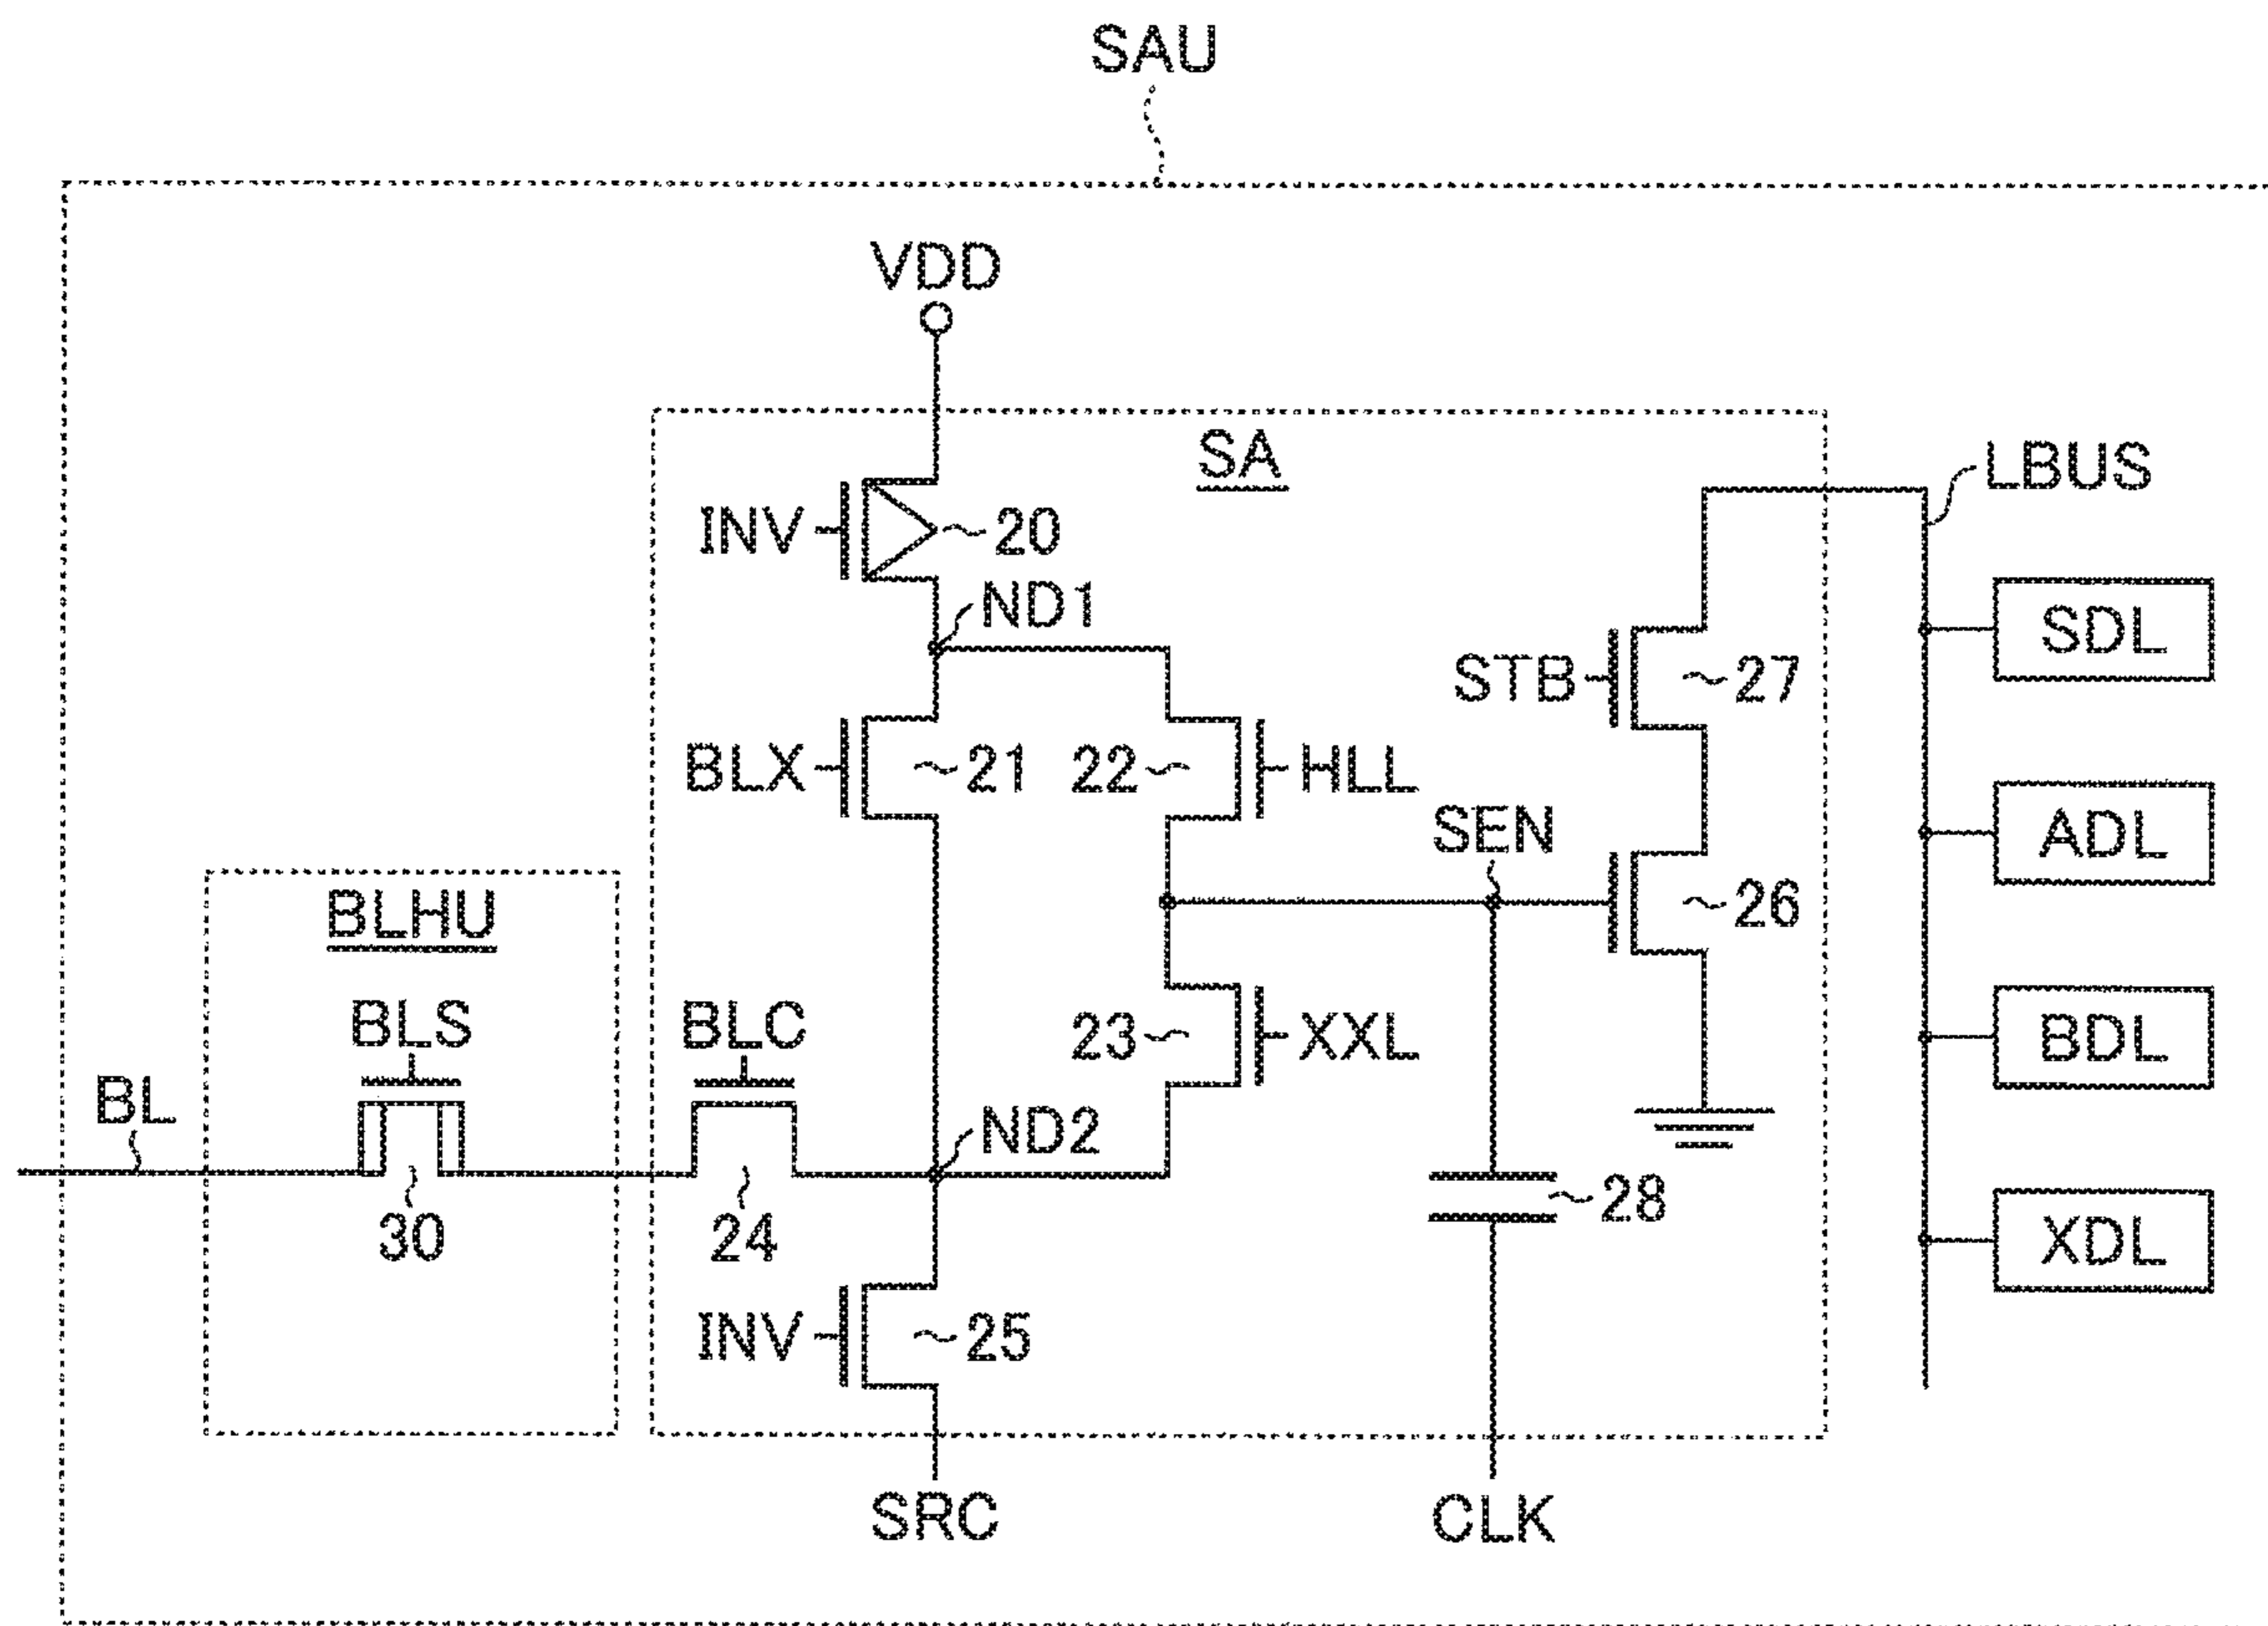 SAU
VDD
SA
LBUS
INV
20
ND1
SDL
STB
27
BLX
21
22
HLL
SEN
ADL
BLHU
26
BLS
BLC
23
XXL
BDL
BL
ND2
30
24
28
XDL
INV
25
SRC
CLK